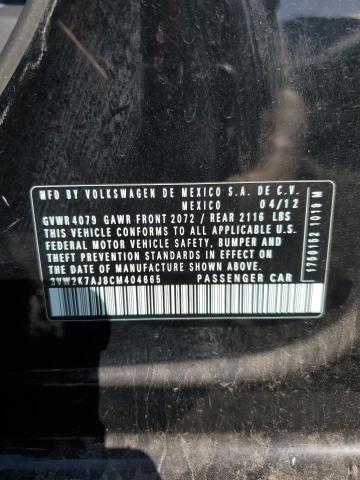 MFD BY VOLKSWAGEN DE MEXICO S.A. DE C.V.
MEXICO 04/12
GVWR 4079 GAWR FRONT 2072 / REAR 2116 LBS
THIS VEHICLE CONFORMS TO ALL APPLICABLE U.S.
FEDERAL MOTOR VEHICLE SAFETY, BUMPER AND
THEFT PREVENTION STANDARDS IN EFFECT ON THE
DATE OF MANUFACTURE SHOWN ABOVE.
3VW2K7AJ8CM404665 PASSENGER CAR